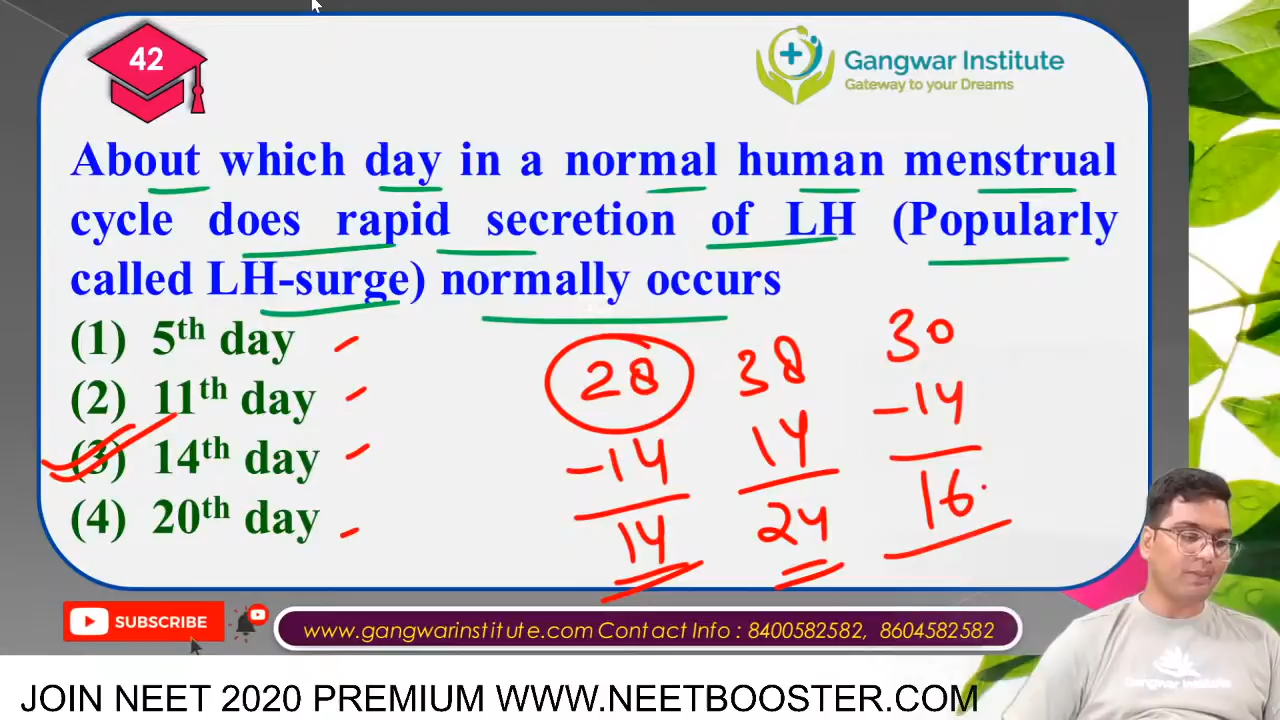 42
Gangwar Institute
Gateway to your Dreams
About which day in a normal human menstrual
cycle does rapid secretion of LH (Popularly
called LH-surge) normally occurs
(1) 5th day
(2) 11th day
(3) 14th day
(4) 20th day
28 38 30
-14 14 -14
14 24 16
SUBSCRIBE
www.gangwarinstitute.com Contact Info : 8400582582, 8604582582
Gangwar Institute
JOIN NEET 2020 PREMIUM WWW.NEETBOOSTER.COM